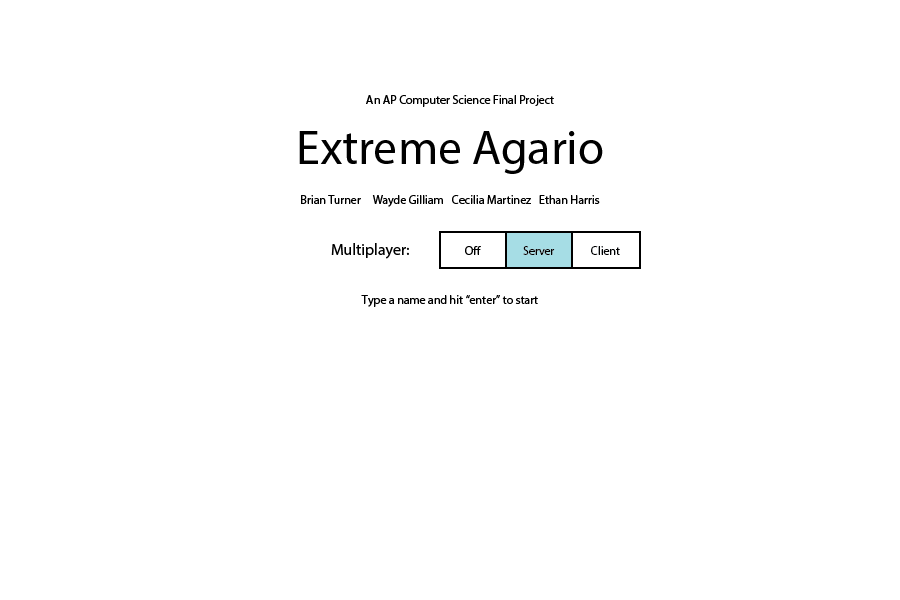 An AP Computer Science Final Project
Extreme Agario
Brian Turner Wayde Gilliam Cecilia Martinez Ethan Harris
Multiplayer: Off Server Client
Type a name and hit “enter” to start